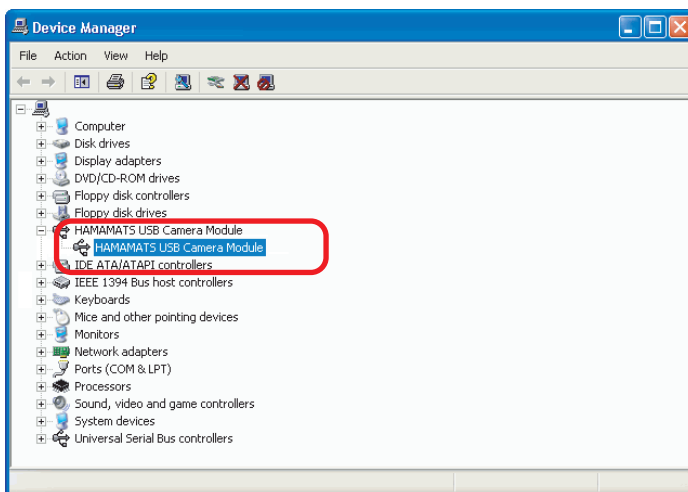 Device Manager
File Action View Help
Computer
Disk drives
Display adapters
DVD/CD-ROM drives
Floppy disk controllers
Floppy disk drives
HAMAMATS USB Camera Module
HAMAMATS USB Camera Module
IDE ATA/ATAPI controllers
IEEE 1394 Bus host controllers
Keyboards
Mice and other pointing devices
Monitors
Network adapters
Ports (COM & LPT)
Processors
Sound, video and game controllers
System devices
Universal Serial Bus controllers